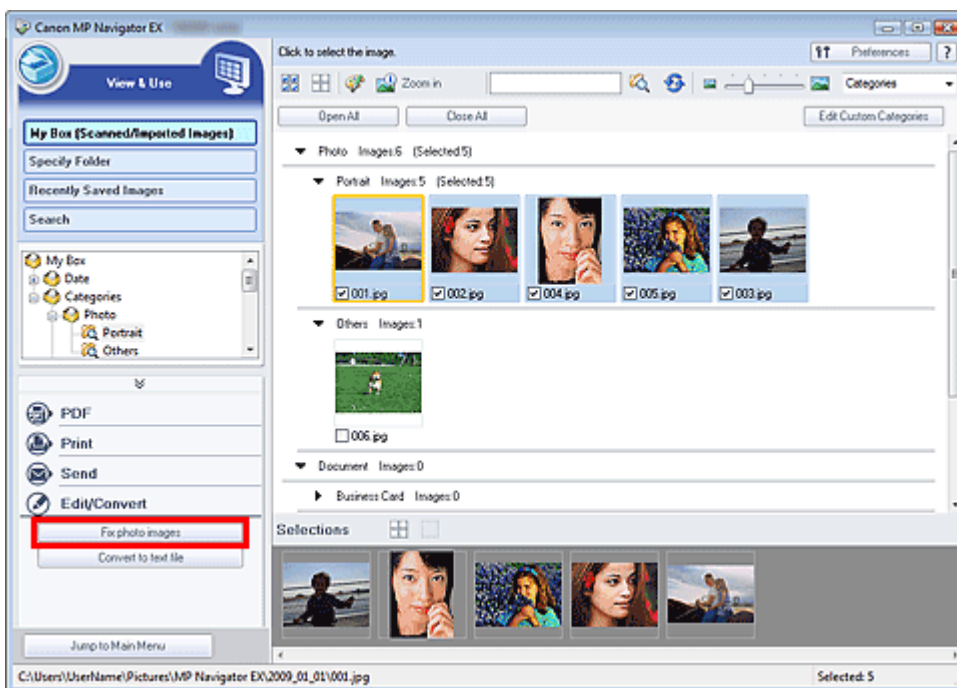 Canon MP Navigator EX
View & Use
My Box (Scanned/Imported Images)
Specify Folder
Recently Saved Images
Search
My Box
Date
Categories
Photo
Portrait
Others
PDF
Print
Send
Edit/Convert
Fix photo images
Convert to text file
Jump to Main Menu
Click to select the image.
Preferences
?
Zoom in
Categories
Open All
Close All
Edit Custom Categories
Photo Images:6 (Selected:5)
Portrait Images:5 (Selected:5)
001.jpg 002.jpg 004.jpg 005.jpg 003.jpg
Others Images:1
006.jpg
Document Images:0
Business Card Images:0
Selections
C:\Users\UserName\Pictures\MP Navigator EX\2009_01_01\001.jpg
Selected: 5